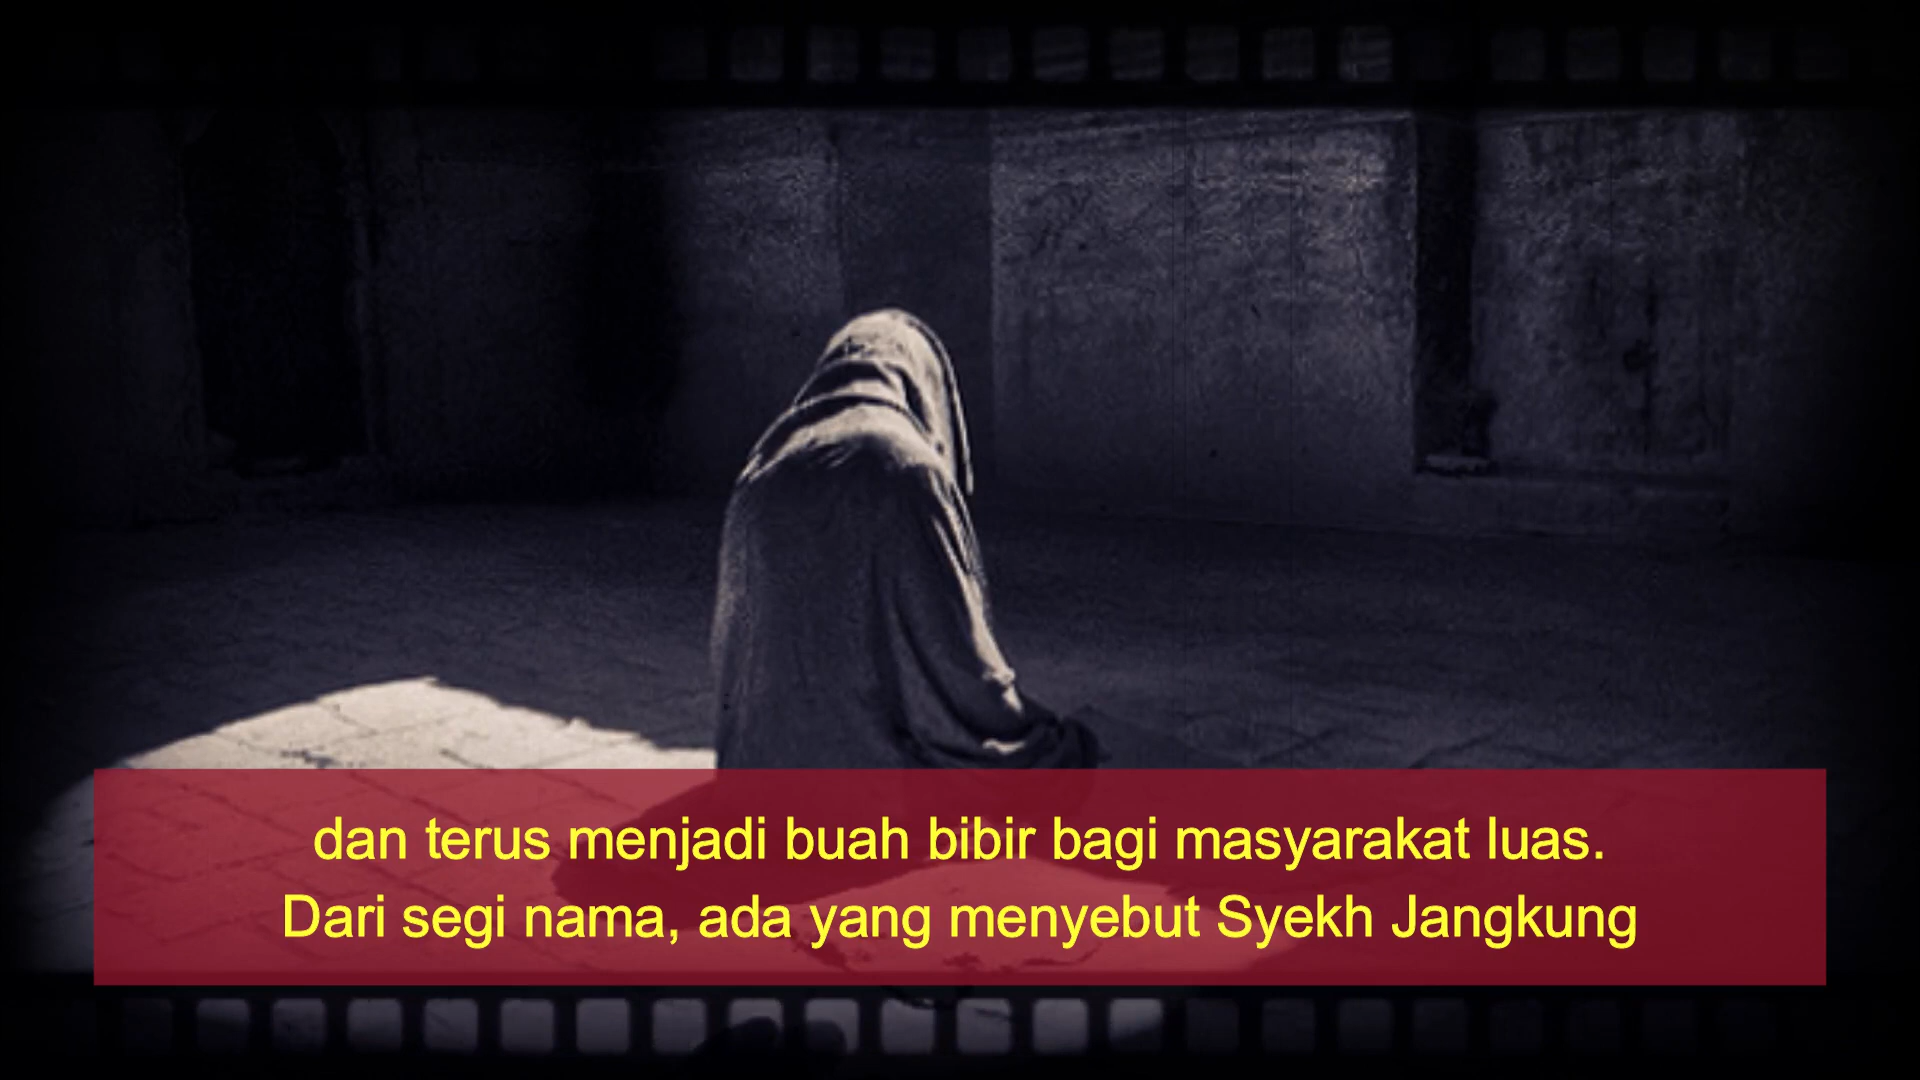 dan terus menjadi buah bibir bagi masyarakat luas.
Dari segi nama, ada yang menyebut Syekh Jangkung